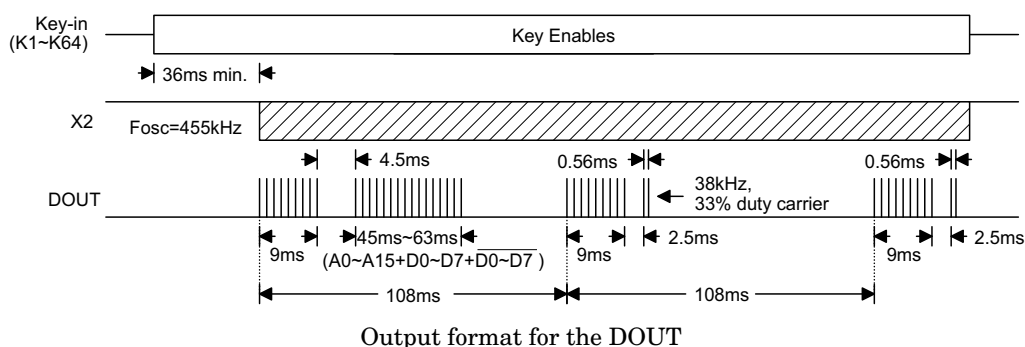 Key-in
(K1~K64)
Key Enables
36ms min.
X2
Fosc=455kHz
4.5ms
0.56ms
0.56ms
DOUT
38kHz,
33% duty carrier
9ms
45ms~63ms
(A0~A15+D0~D7+D0~D7 )
9ms
2.5ms
9ms
2.5ms
108ms
108ms
Output format for the DOUT